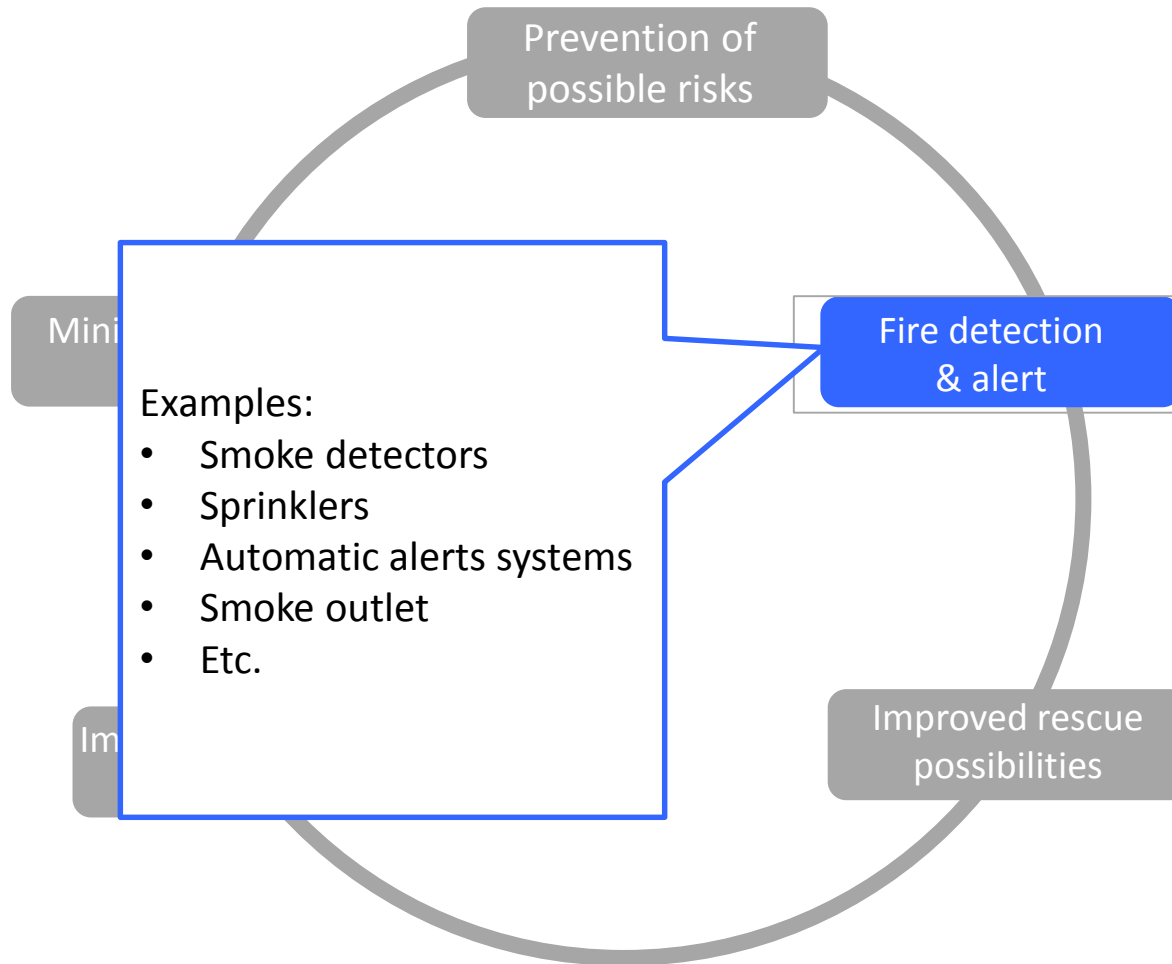 Prevention of
possible risks
Fire detection
& alert
Examples:
• Smoke detectors
• Sprinklers
• Automatic alerts systems
• Smoke outlet
• Etc.
Improved rescue
possibilities